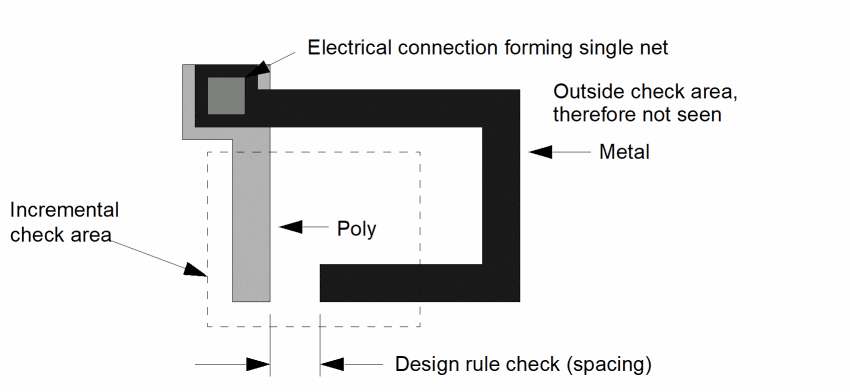 Electrical connection forming single net
Outside check area,
therefore not seen
Metal
Incremental
check area
Poly
Design rule check (spacing)